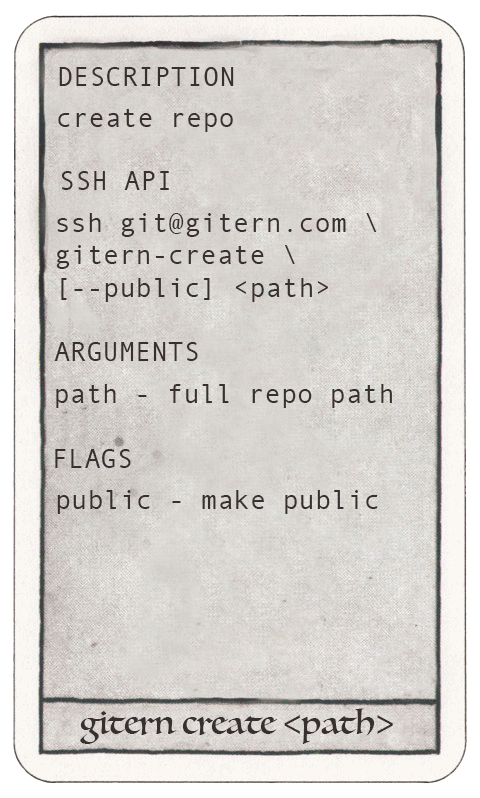 DESCRIPTION
create repo
SSH API
ssh git@gitern.com \
gitern-create \
[--public] <path>
ARGUMENTS
path - full repo path
FLAGS
public - make public
gitern create <path>